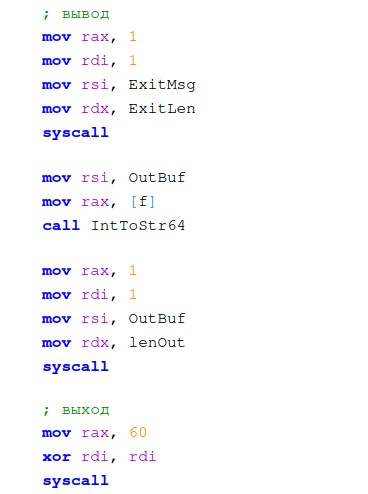 ; вывод
mov rax, 1
mov rdi, 1
mov rsi, ExitMsg
mov rdx, ExitLen
syscall
mov rsi, OutBuf
mov rax, [f]
call IntToStr64
mov rax, 1
mov rdi, 1
mov rsi, OutBuf
mov rdx, lenOut
syscall
; выход
mov rax, 60
xor rdi, rdi
syscall